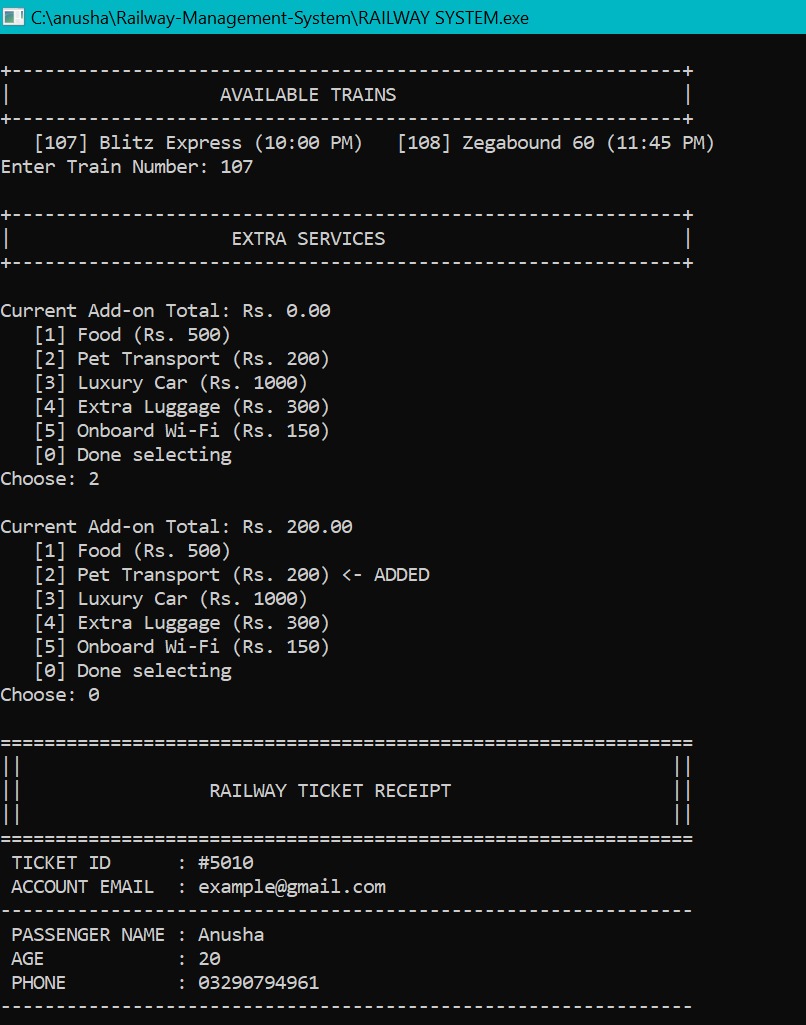 C:\anusha\Railway-Management-System\RAILWAY SYSTEM.exe
+-------------------------------------------------------------+
|                   AVAILABLE TRAINS                          |
+-------------------------------------------------------------+
   [107] Blitz Express (10:00 PM)   [108] Zegabound 60 (11:45 PM)
Enter Train Number: 107
+-------------------------------------------------------------+
|                    EXTRA SERVICES                           |
+-------------------------------------------------------------+
Current Add-on Total: Rs. 0.00
   [1] Food (Rs. 500)
   [2] Pet Transport (Rs. 200)
   [3] Luxury Car (Rs. 1000)
   [4] Extra Luggage (Rs. 300)
   [5] Onboard Wi-Fi (Rs. 150)
   [0] Done selecting
Choose: 2
Current Add-on Total: Rs. 200.00
   [1] Food (Rs. 500)
   [2] Pet Transport (Rs. 200) <- ADDED
   [3] Luxury Car (Rs. 1000)
   [4] Extra Luggage (Rs. 300)
   [5] Onboard Wi-Fi (Rs. 150)
   [0] Done selecting
Choose: 0
===============================================================
||                                                           ||
||                 RAILWAY TICKET RECEIPT                    ||
||                                                           ||
===============================================================
 TICKET ID      : #5010
 ACCOUNT EMAIL  : example@gmail.com
---------------------------------------------------------------
 PASSENGER NAME : Anusha
 AGE            : 20
 PHONE          : 03290794961
---------------------------------------------------------------